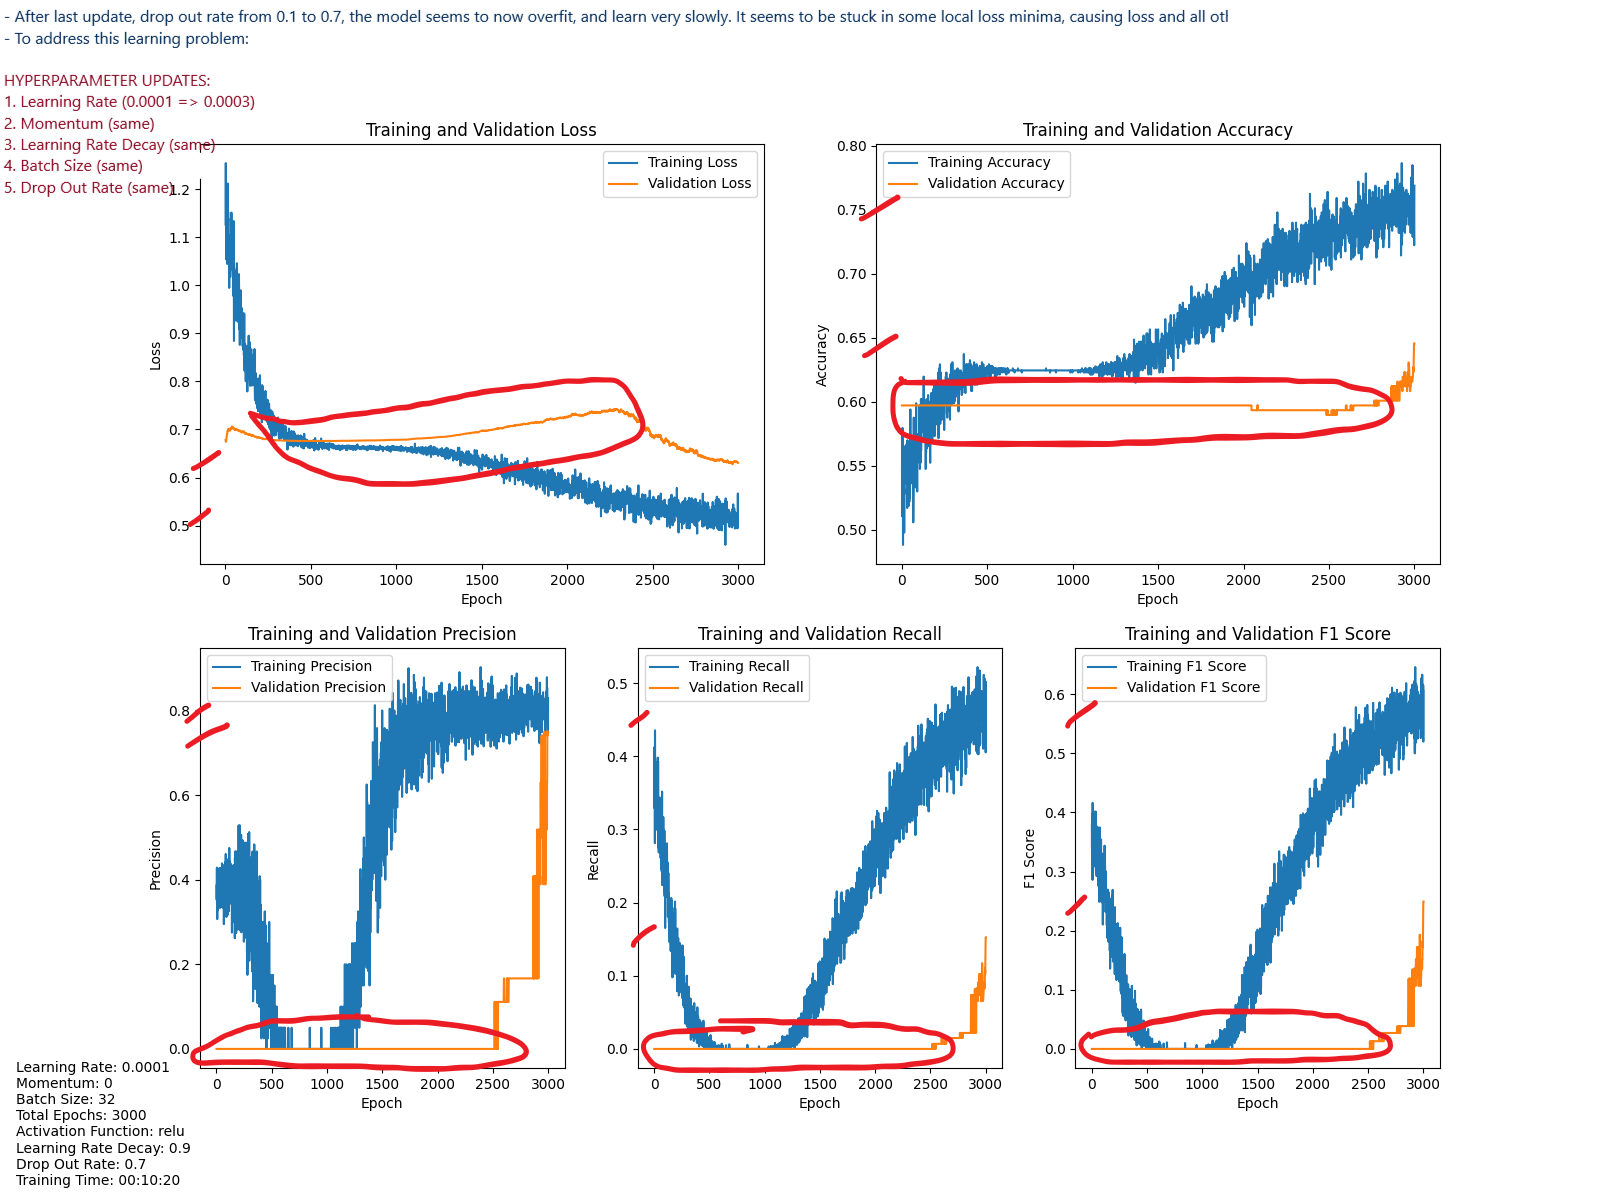 - After last update, drop out rate from 0.1 to 0.7, the model seems to now overfit, and learn very slowly. It seems to be stuck in some local loss minima, causing loss and all
- To address this learning problem:
HYPERPARAMETER UPDATES:
1. Learning Rate (0.0001 => 0.0003)
2. Momentum (same)
3. Learning Rate Decay (same)
4. Batch Size (same)
5. Drop Out Rate (same)
Training and Validation Loss
Training Loss
Validation Loss
1.2
1.1
1.0
0.9
0.8
0.7
0.6
0.5
Loss
0 500 1000 1500 2000 2500 3000
Epoch
Training and Validation Accuracy
Training Accuracy
Validation Accuracy
0.80
0.75
0.70
0.65
0.60
0.55
0.50
Accuracy
0 500 1000 1500 2000 2500 3000
Epoch
Training and Validation Precision
Training Precision
Validation Precision
0.8
0.6
0.4
0.2
0.0
Precision
0 500 1000 1500 2000 2500 3000
Epoch
Training and Validation Recall
Training Recall
Validation Recall
0.5
0.4
0.3
0.2
0.1
0.0
Recall
0 500 1000 1500 2000 2500 3000
Epoch
Training and Validation F1 Score
Training F1 Score
Validation F1 Score
0.6
0.5
0.4
0.3
0.2
0.1
0.0
F1 Score
0 500 1000 1500 2000 2500 3000
Epoch
Learning Rate: 0.0001
Momentum: 0
Batch Size: 32
Total Epochs: 3000
Activation Function: relu
Learning Rate Decay: 0.9
Drop Out Rate: 0.7
Training Time: 00:10:20